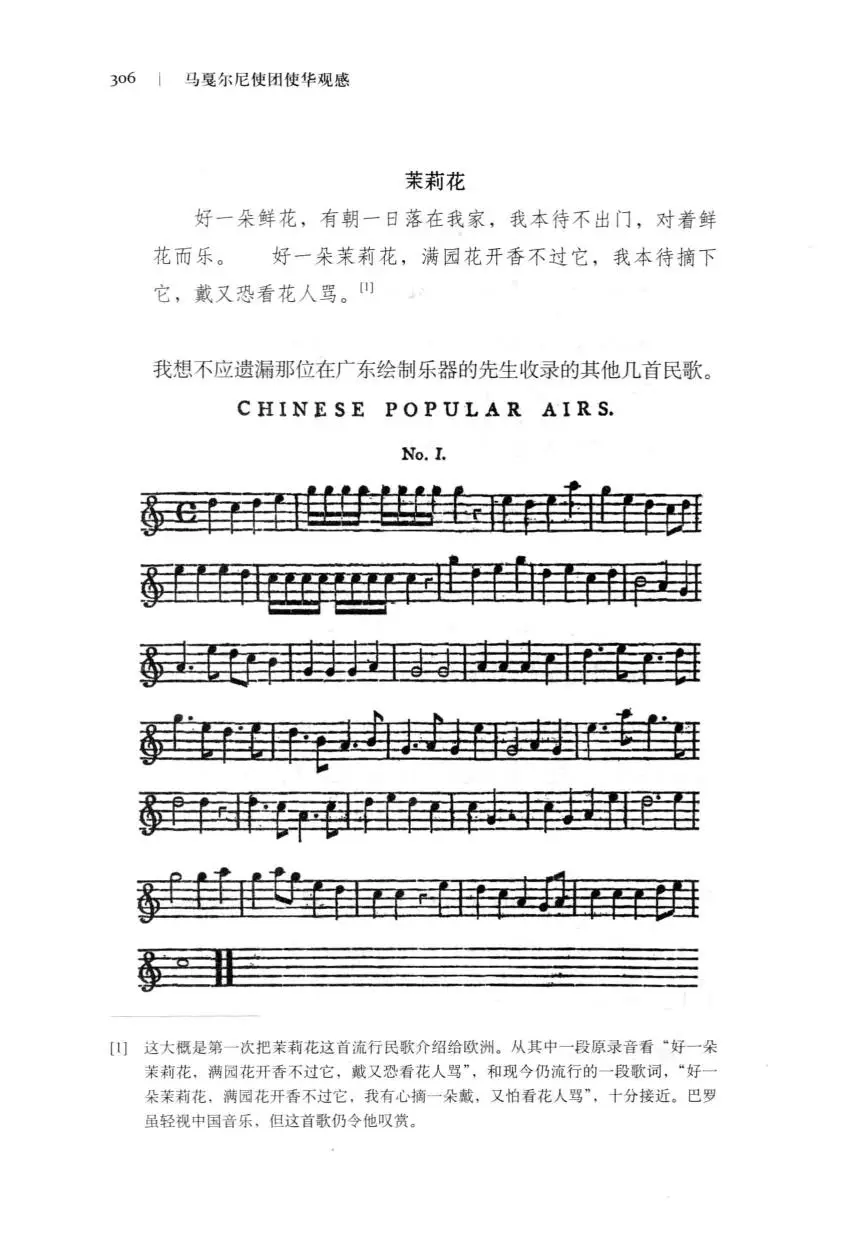 306 | 马戛尔尼使团使华观感
茉莉花
好一朵鲜花，有朝一日落在我家，我本待不出门，对着鲜
花而乐。 好一朵茉莉花，满园花开香不过它，我本待摘下
它，戴又恐看花人骂。[1]
我想不应遗漏那位在广东绘制乐器的先生收录的其他几首民歌。
CHINESE POPULAR AIRS.
No. I.
[1] 这大概是第一次把茉莉花这首流行民歌介绍给欧洲。从其中一段原录音看“好一朵
茉莉花，满园花开香不过它，戴又恐看花人骂”，和现今仍流行的一段歌词，“好一
朵茉莉花，满园花开香不过它，我有心摘一朵戴，又怕看花人骂”，十分接近。巴罗
虽轻视中国音乐，但这首歌仍令他叹赏。